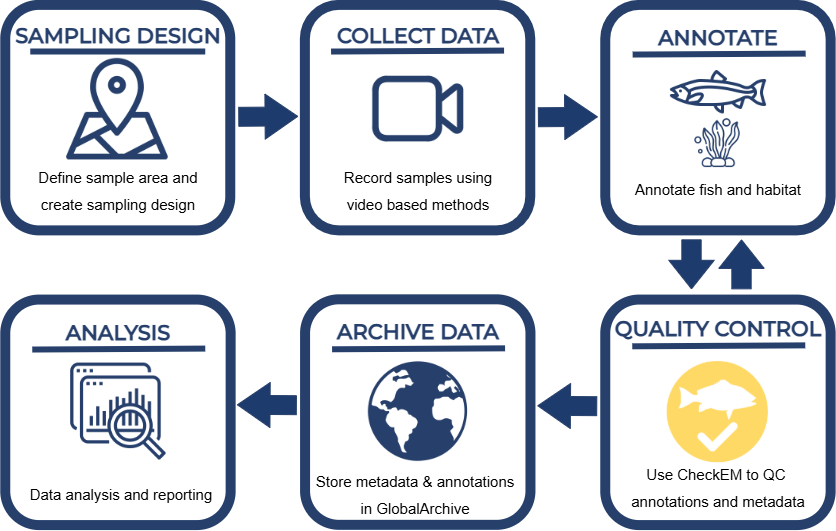 SAMPLING DESIGN
Define sample area and
create sampling design
COLLECT DATA
Record samples using
video based methods
ANNOTATE
Annotate fish and habitat
QUALITY CONTROL
Use CheckEM to QC
annotations and metadata
ARCHIVE DATA
Store metadata & annotations
in GlobalArchive
ANALYSIS
Data analysis and reporting